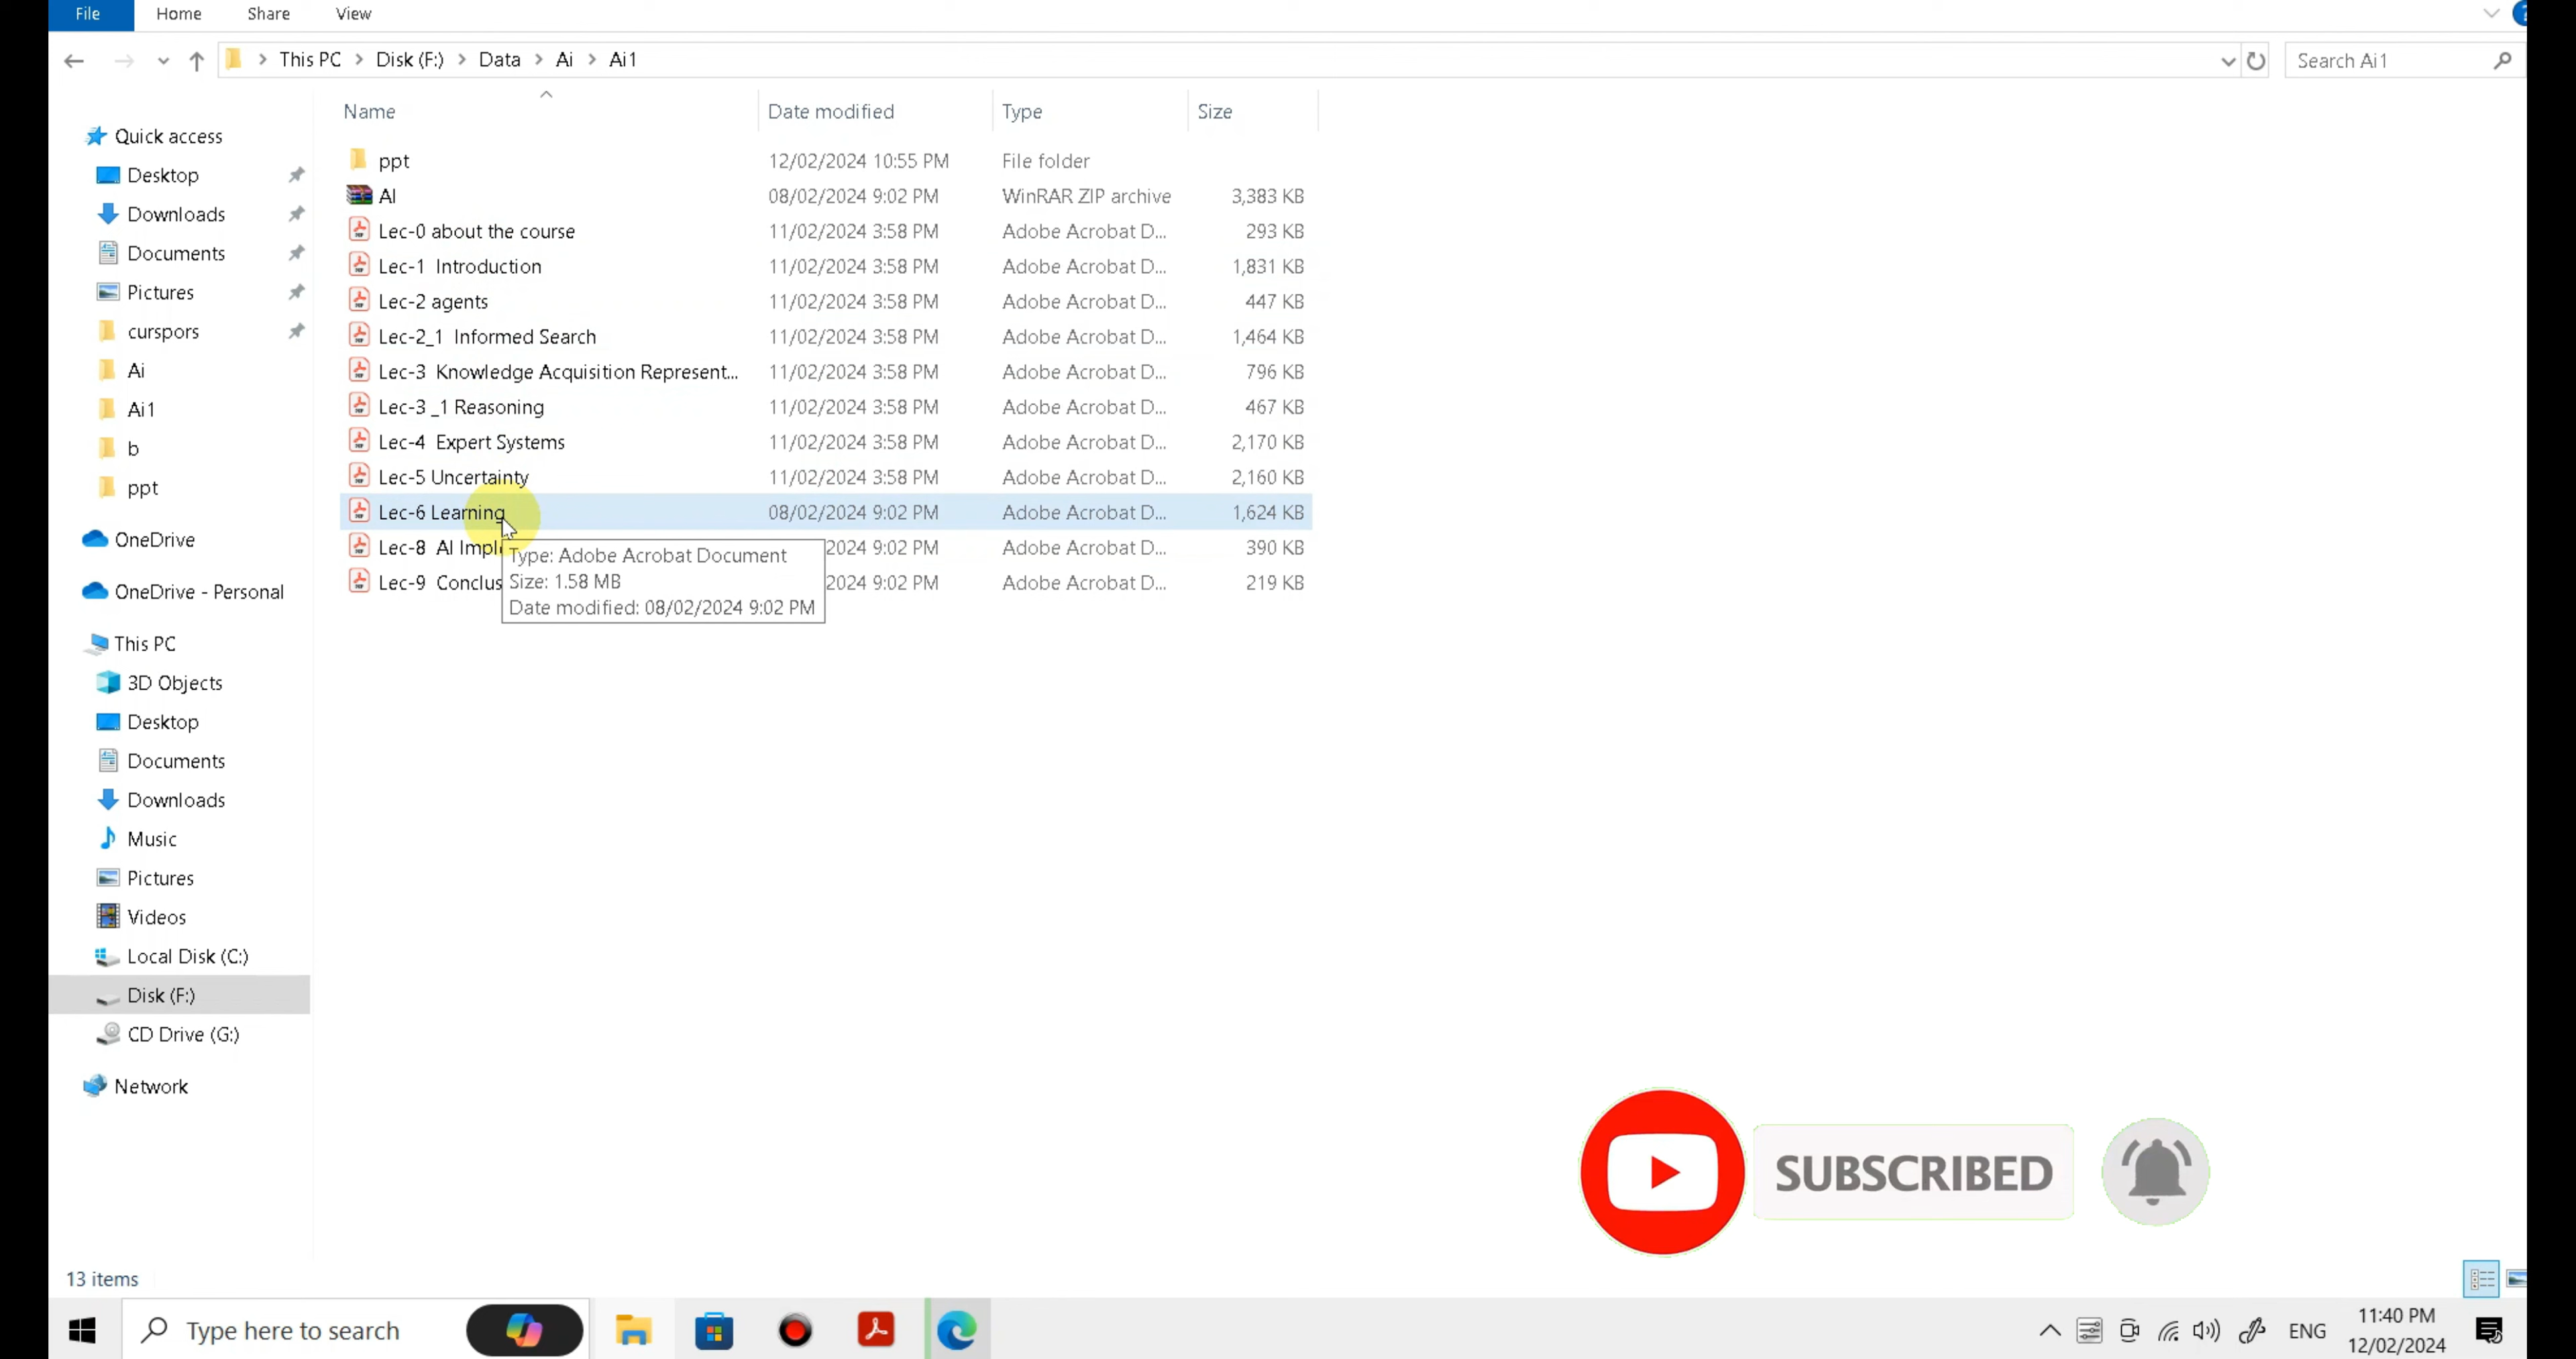 File Home Share View
This PC > Disk (F:) > Data > Ai > Ai1
Search Ai1
Name Date modified Type Size
Quick access
Desktop
Downloads
Documents
Pictures
curspors
Ai
Ai1
b
ppt
OneDrive
OneDrive - Personal
This PC
3D Objects
Desktop
Documents
Downloads
Music
Pictures
Videos
Local Disk (C:)
Disk (F:)
CD Drive (G:)
Network
ppt 12/02/2024 10:55 PM File folder
AI 08/02/2024 9:02 PM WinRAR ZIP archive 3,383 KB
Lec-0 about the course 11/02/2024 3:58 PM Adobe Acrobat D... 293 KB
Lec-1 Introduction 11/02/2024 3:58 PM Adobe Acrobat D... 1,831 KB
Lec-2 agents 11/02/2024 3:58 PM Adobe Acrobat D... 447 KB
Lec-2_1 Informed Search 11/02/2024 3:58 PM Adobe Acrobat D... 1,464 KB
Lec-3 Knowledge Acquisition Represent... 11/02/2024 3:58 PM Adobe Acrobat D... 796 KB
Lec-3 _1 Reasoning 11/02/2024 3:58 PM Adobe Acrobat D... 467 KB
Lec-4 Expert Systems 11/02/2024 3:58 PM Adobe Acrobat D... 2,170 KB
Lec-5 Uncertainty 11/02/2024 3:58 PM Adobe Acrobat D... 2,160 KB
Lec-6 Learning 08/02/2024 9:02 PM Adobe Acrobat D... 1,624 KB
Lec-8 AI Impl 2024 9:02 PM Adobe Acrobat D... 390 KB
Lec-9 Conclus 2024 9:02 PM Adobe Acrobat D... 219 KB
Type: Adobe Acrobat Document
Size: 1.58 MB
Date modified: 08/02/2024 9:02 PM
SUBSCRIBED
13 items
Type here to search
ENG
11:40 PM
12/02/2024